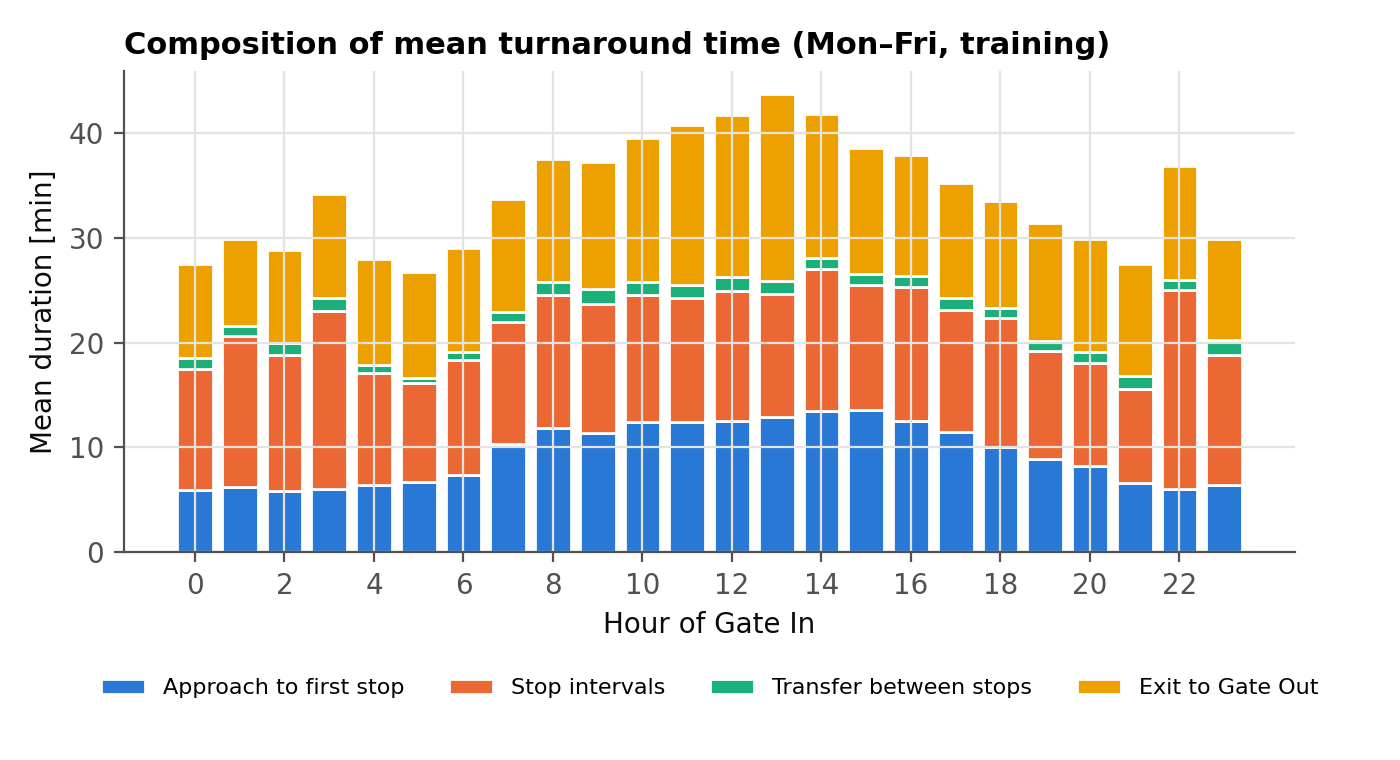 Composition of mean turnaround time (Mon–Fri, training)
Mean duration [min]
40
30
20
10
0
0 2 4 6 8 10 12 14 16 18 20 22
Hour of Gate In
Approach to first stop Stop intervals Transfer between stops Exit to Gate Out